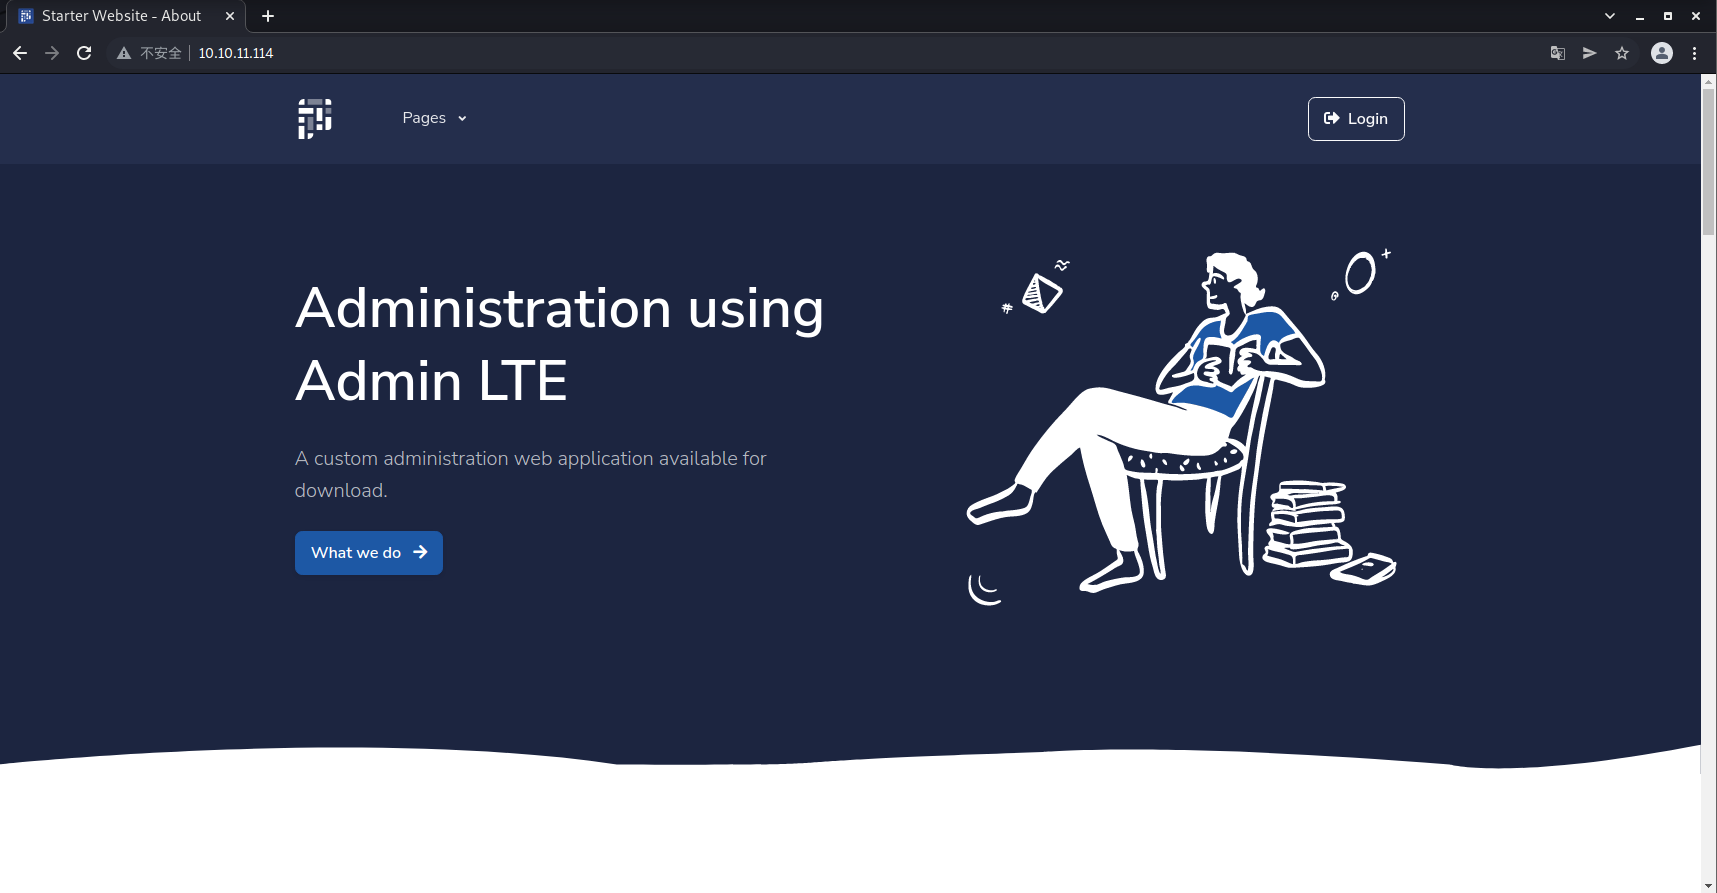 Starter Website - About
不安全
10.10.11.114
Pages
Login
Administration using
Admin LTE
A custom administration web application available for
download.
What we do